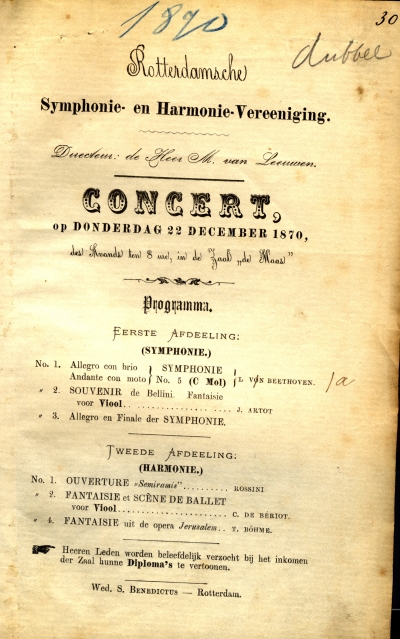 1870
30
dubbel
Rotterdamsche
Symphonie- en Harmonie-Vereeniging.
Directeur: de Heer M. van Leeuwen.
CONCERT,
op DONDERDAG 22 DECEMBER 1870,
des Avonds ten 8 ure, in de Zaal „de Maas”
Programma.
EERSTE AFDEELING:
(SYMPHONIE.)
No. 1. Allegro con brio } SYMPHONIE
Andante con moto } No. 5 (C Mol) } L. VAN BEETHOVEN. 1a
„ 2. SOUVENIR de Bellini. Fantaisie
voor Viool. . . . . . . . . . . . . . . . . . . . . J. ARTOT
„ 3. Allegro en Finale der SYMPHONIE.
TWEEDE AFDEELING:
(HARMONIE.)
No. 1. OUVERTURE „Semiramis” . . . . . . . . . ROSSINI
„ 2. FANTAISIE et SCÈNE DE BALLET
voor Viool. . . . . . . . . . . . . . . . . . . . . C. DE BÉRIOT.
„ 4. FANTAISIE uit de opera Jerusalem . . T. BÖHME.
☛ Heeren Leden worden beleefdelijk verzocht bij het inkomen
der Zaal hunne Diploma's te vertoonen.
Wed. S. BENEDICTUS — Rotterdam.